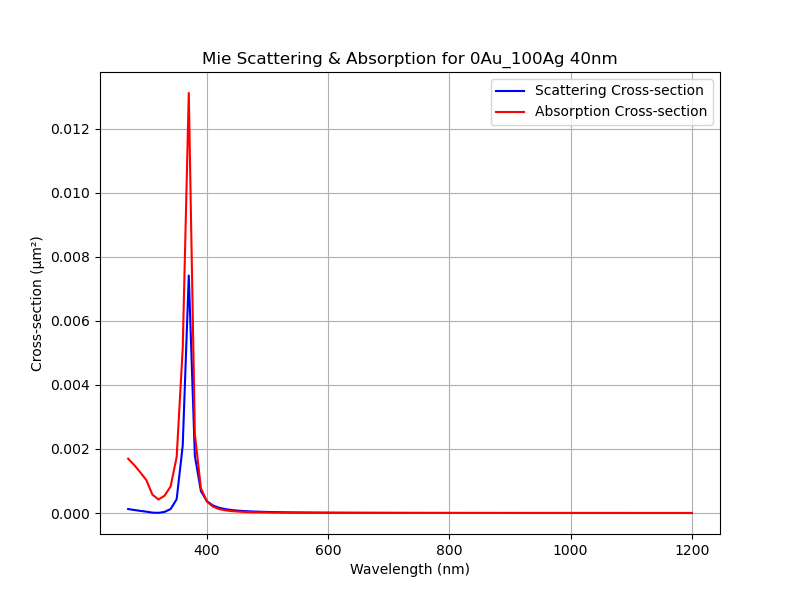 Mie Scattering & Absorption for 0Au_100Ag 40nm
Scattering Cross-section
Absorption Cross-section
0.012
0.010
0.008
0.006
0.004
0.002
0.000
Cross-section (μm²)
400
600
800
1000
1200
Wavelength (nm)